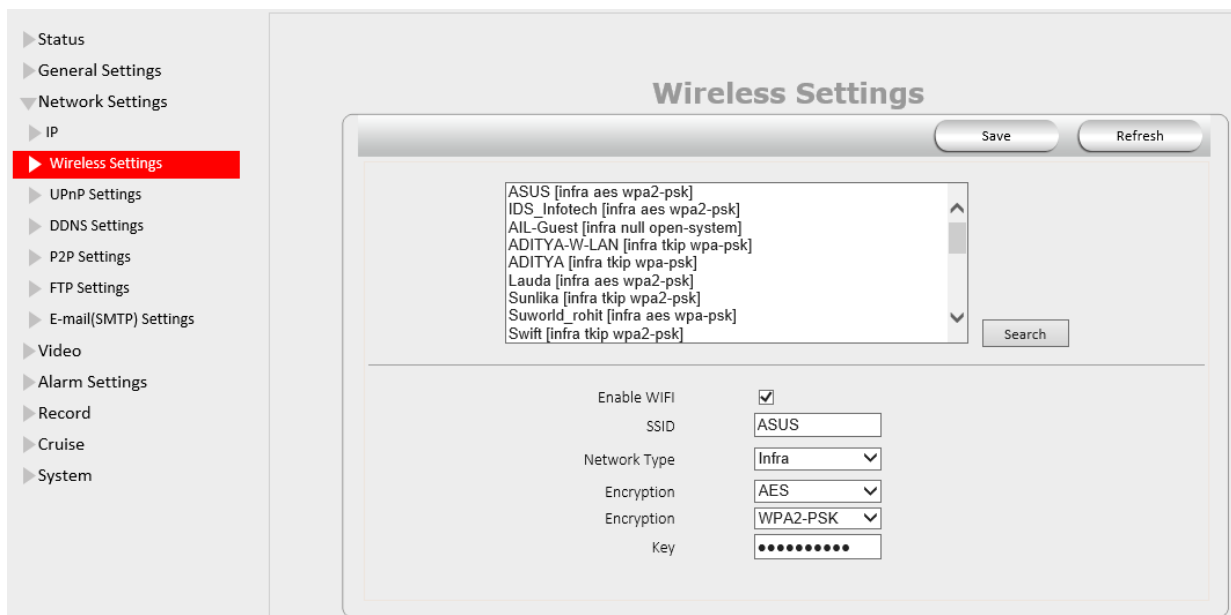 Status
General Settings
Network Settings
IP
Wireless Settings
UPnP Settings
DDNS Settings
P2P Settings
FTP Settings
E-mail(SMTP) Settings
Video
Alarm Settings
Record
Cruise
System
Wireless Settings
Save Refresh
ASUS [infra aes wpa2-psk]
IDS_Infotech [infra aes wpa2-psk]
AIL-Guest [infra null open-system]
ADITYA-W-LAN [infra tkip wpa-psk]
ADITYA [infra tkip wpa-psk]
Lauda [infra aes wpa2-psk]
Sunlika [infra tkip wpa2-psk]
Suworld_rohit [infra aes wpa-psk]
Swift [infra tkip wpa2-psk]
Search
Enable WIFI
SSID ASUS
Network Type Infra
Encryption AES
Encryption WPA2-PSK
Key ●●●●●●●●●●